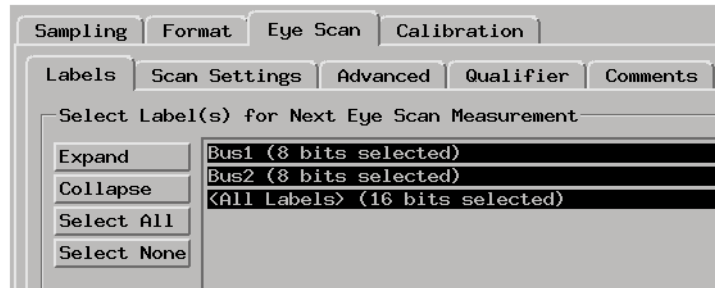 Sampling Format Eye Scan Calibration
Labels Scan Settings Advanced Qualifier Comments
Select Label(s) for Next Eye Scan Measurement
Expand
Collapse
Select All
Select None
Bus1 (8 bits selected)
Bus2 (8 bits selected)
<All Labels> (16 bits selected)